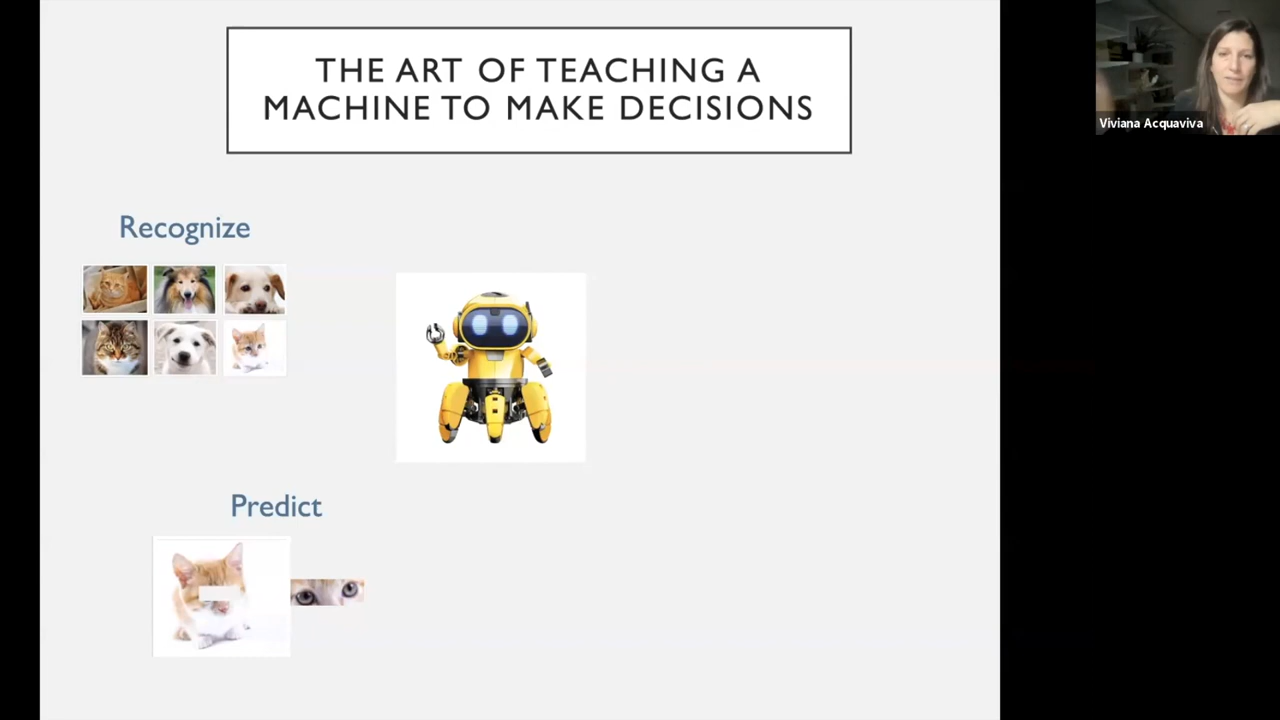 THE ART OF TEACHING A
MACHINE TO MAKE DECISIONS
Viviana Acquaviva
Recognize
Predict